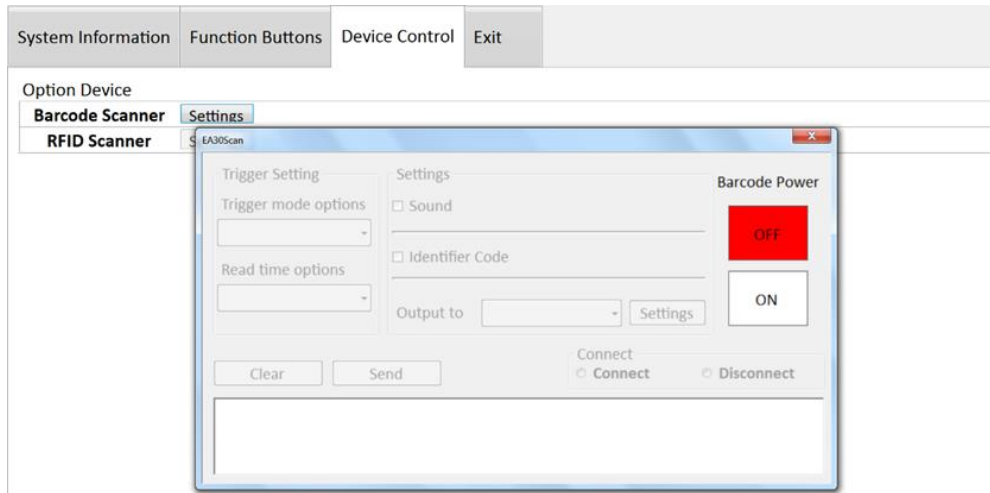 System Information Function Buttons Device Control Exit
Option Device
Barcode Scanner Settings
RFID Scanner S
EA30Scan x
Trigger Setting Settings Barcode Power
Trigger mode options Sound
OFF
Read time options Identifier Code
ON
Output to Settings
Connect
Clear Send Connect Disconnect